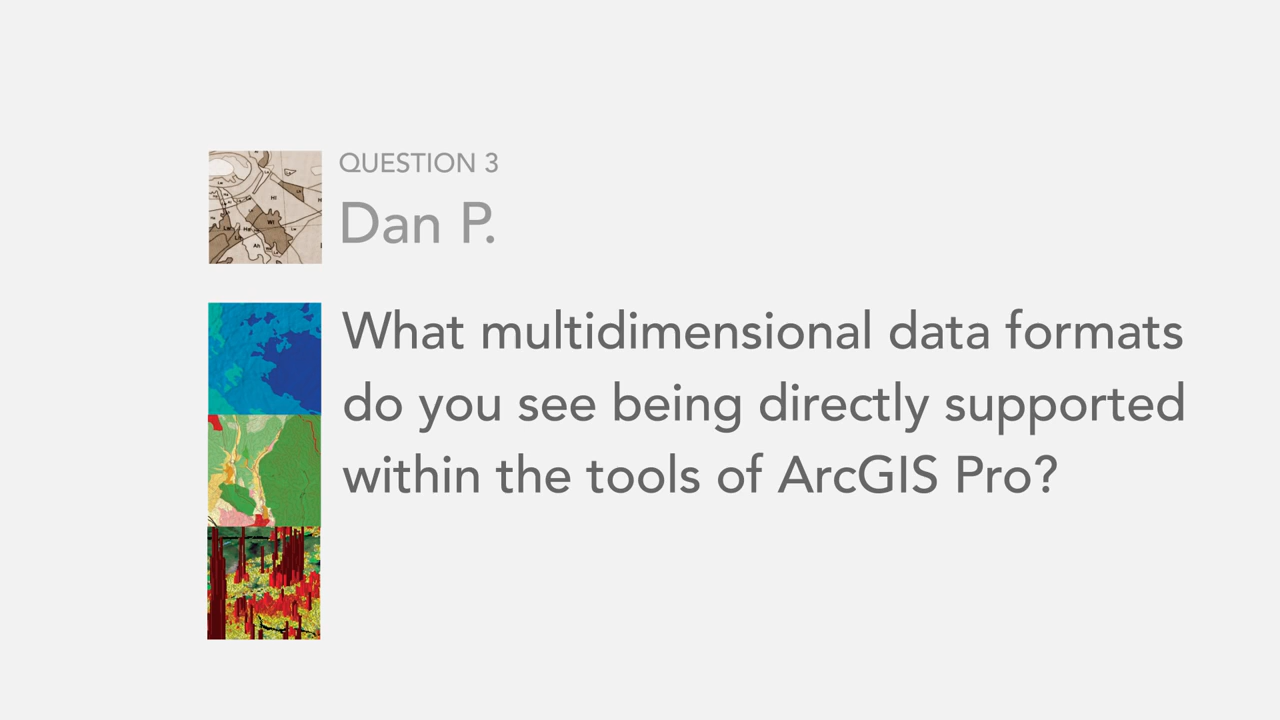 QUESTION 3
Dan P.
What multidimensional data formats
do you see being directly supported
within the tools of ArcGIS Pro?